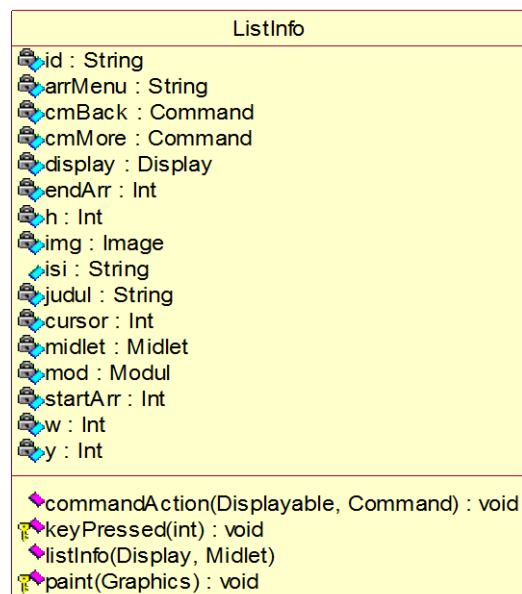 ListInfo
id : String
arrMenu : String
cmBack : Command
cmMore : Command
display : Display
endArr : Int
h : Int
img : Image
isi : String
judul : String
cursor : Int
midlet : Midlet
mod : Modul
startArr : Int
w : Int
y : Int
commandAction(Displayable, Command) : void
keyPressed(int) : void
listInfo(Display, Midlet)
paint(Graphics) : void